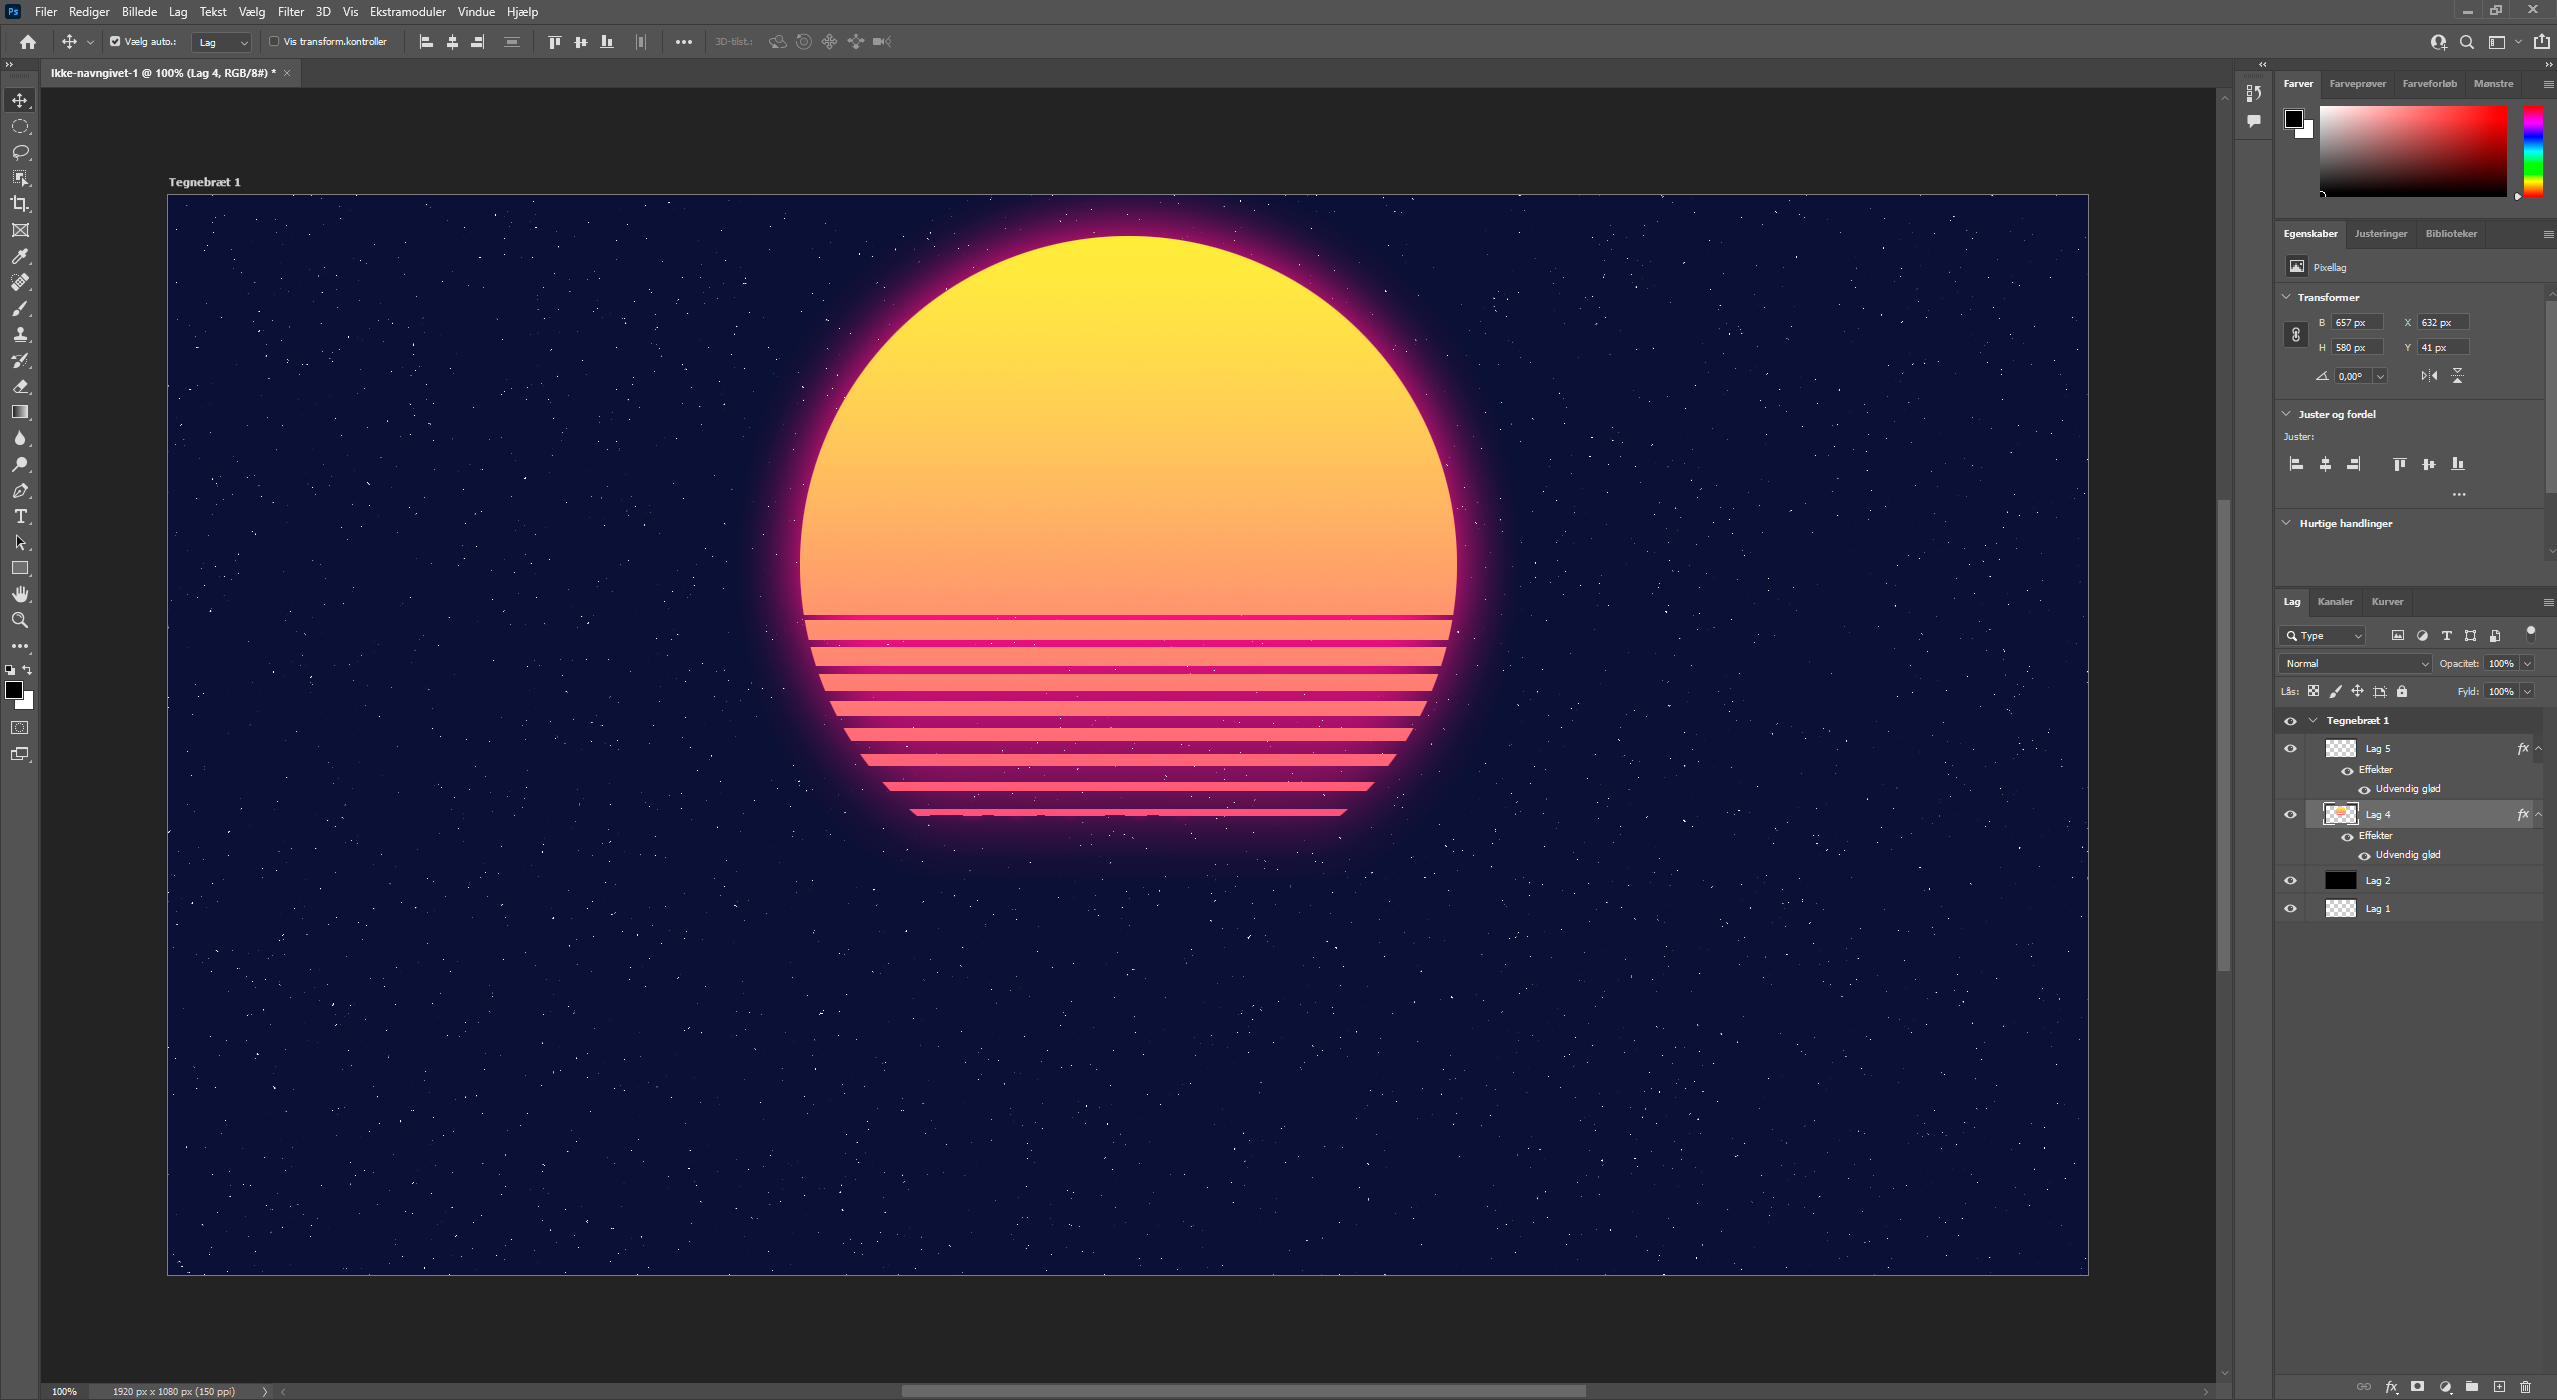 Ps Filer Rediger Billede Lag Tekst Vælg Filter 3D Vis Ekstramoduler Vindue Hjælp
Vælg auto.: Lag Vis transform.kontroller 3D-tilst.:
Ikke-navngivet-1 @ 100% (Lag 4, RGB/8#) *
Tegnebræt 1
Farver Farveprøver Farveforløb Mønstre
Egenskaber Justeringer Biblioteker
Pixellag
Transformer
B 657 px X 632 px
H 580 px Y 41 px
0,00°
Juster og fordel
Juster:
Hurtige handlinger
Lag Kanaler Kurver
Type
Normal Opacitet: 100%
Lås: Fyld: 100%
Tegnebræt 1
Lag 5 fx
Effekter
Udvendig glød
Lag 4 fx
Effekter
Udvendig glød
Lag 2
Lag 1
100% 1920 px x 1080 px (150 ppi)
fx